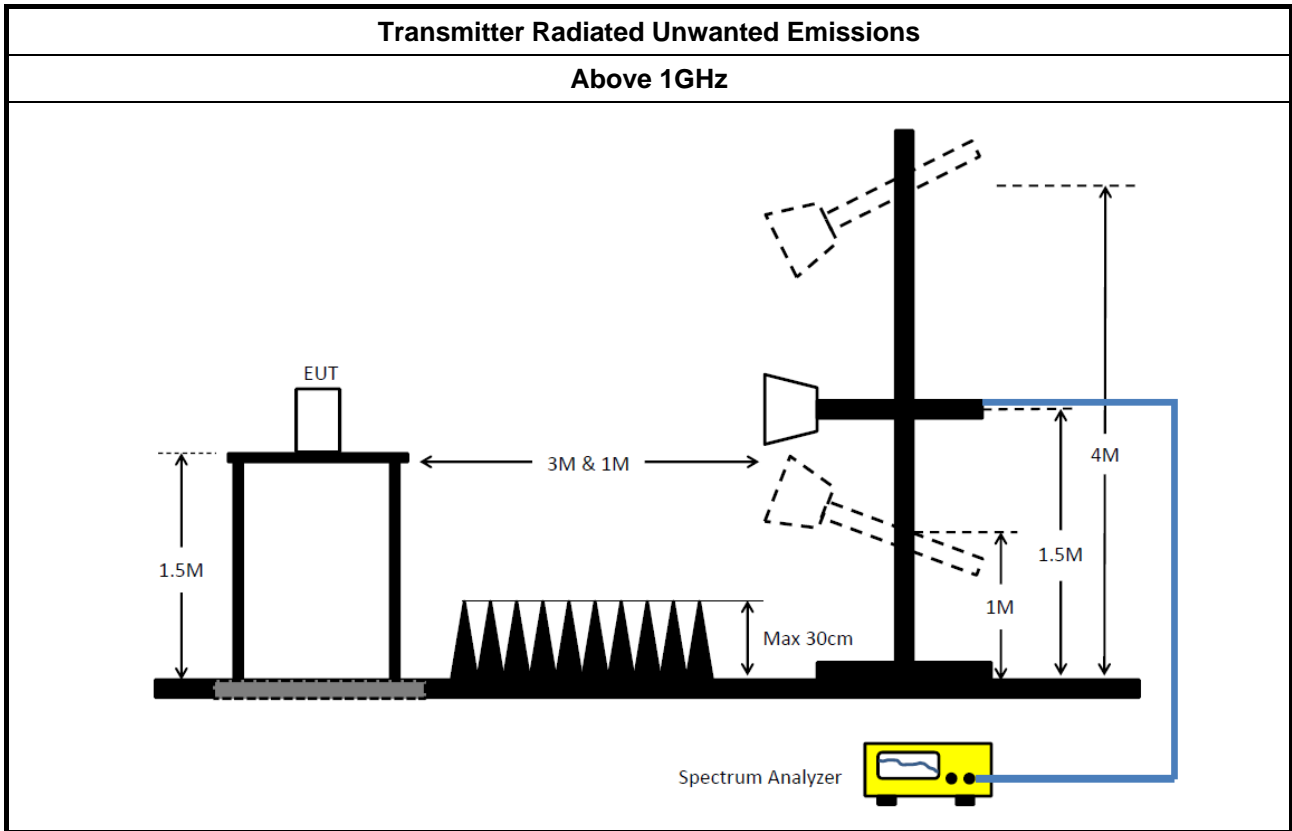 Transmitter Radiated Unwanted Emissions
Above 1GHz
EUT
3M & 1M
4M
1.5M
1.5M
1M
Max 30cm
Spectrum Analyzer